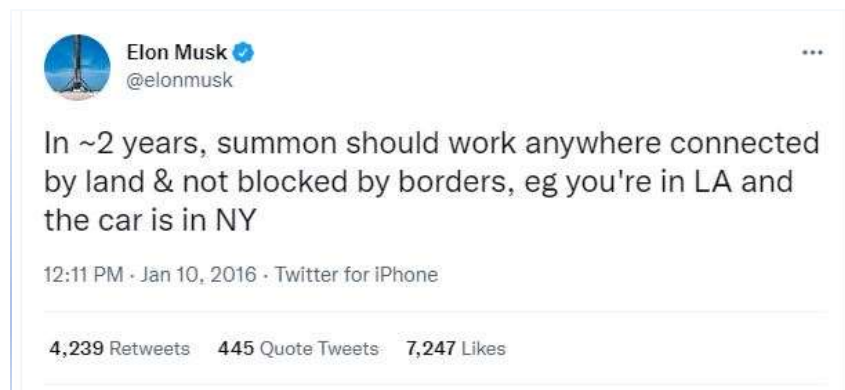 Elon Musk
@elonmusk
In ~2 years, summon should work anywhere connected
by land & not blocked by borders, eg you're in LA and
the car is in NY
12:11 PM · Jan 10, 2016 · Twitter for iPhone
4,239 Retweets 445 Quote Tweets 7,247 Likes